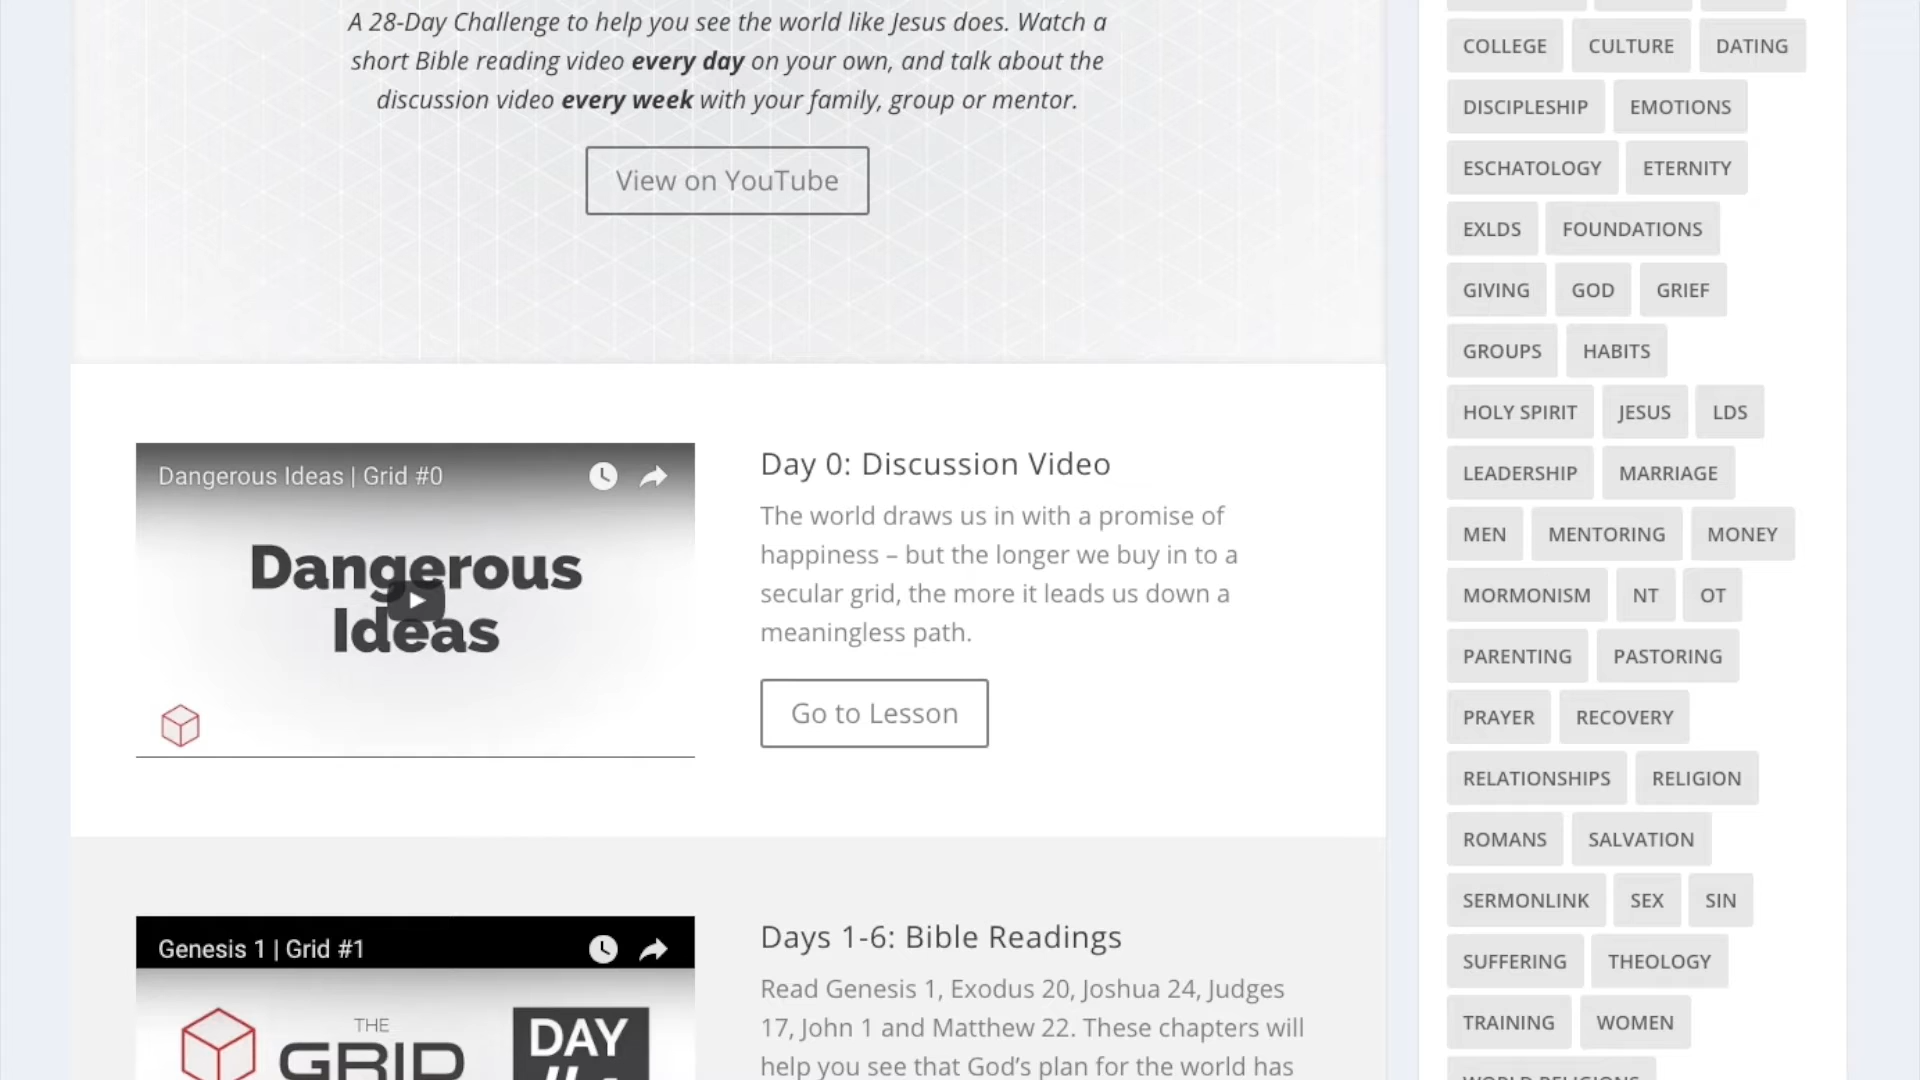 A 28-Day Challenge to help you see the world like Jesus does. Watch a
short Bible reading video every day on your own, and talk about the
discussion video every week with your family, group or mentor.
View on YouTube
Dangerous Ideas | Grid #0
Dangerous
Ideas
Day 0: Discussion Video
The world draws us in with a promise of
happiness – but the longer we buy in to a
secular grid, the more it leads us down a
meaningless path.
Go to Lesson
Genesis 1 | Grid #1
THE
GRID
DAY
Days 1-6: Bible Readings
Read Genesis 1, Exodus 20, Joshua 24, Judges
17, John 1 and Matthew 22. These chapters will
help you see that God’s plan for the world has
COLLEGE CULTURE DATING
DISCIPLESHIP EMOTIONS
ESCHATOLOGY ETERNITY
EXLDS FOUNDATIONS
GIVING GOD GRIEF
GROUPS HABITS
HOLY SPIRIT JESUS LDS
LEADERSHIP MARRIAGE
MEN MENTORING MONEY
MORMONISM NT OT
PARENTING PASTORING
PRAYER RECOVERY
RELATIONSHIPS RELIGION
ROMANS SALVATION
SERMONLINK SEX SIN
SUFFERING THEOLOGY
TRAINING WOMEN
WORLD RELIGIONS